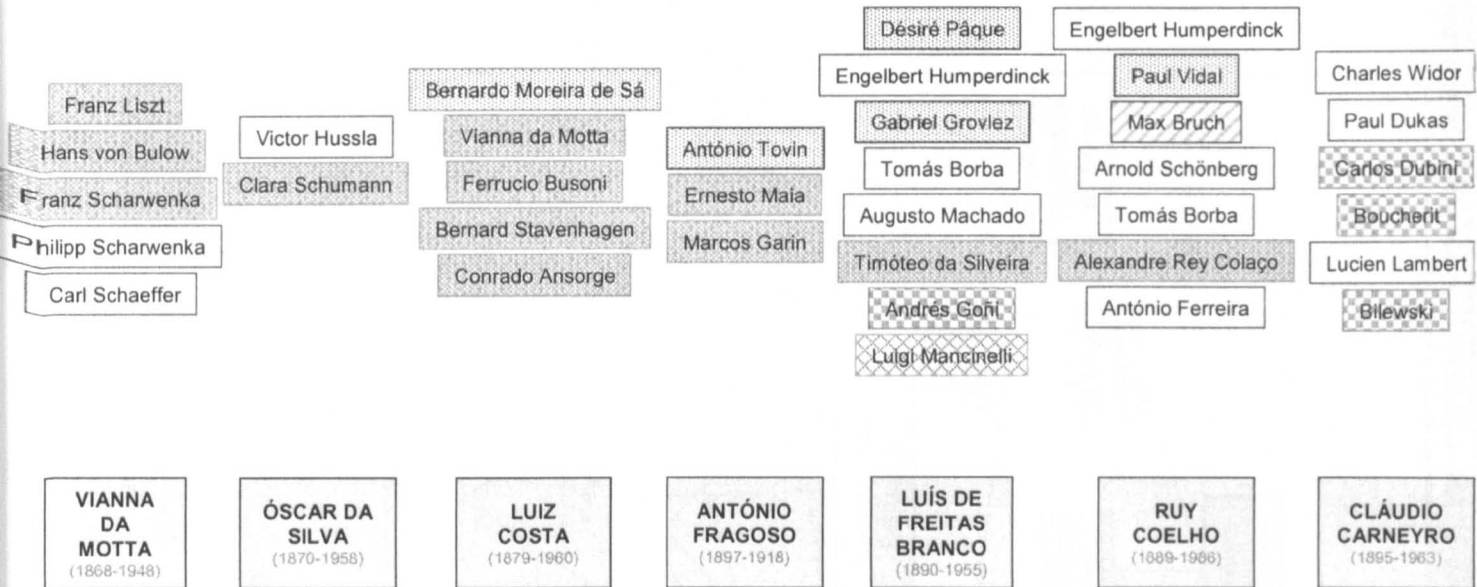 Franz Liszt
Hans von Bulow
Franz Scharwenka
Philipp Scharwenka
Carl Schaeffer
Victor Hussla
Clara Schumann
Bernardo Moreira de Sá
Vianna da Motta
Ferrucio Busoni
Bernard Stavenhagen
Conrado Ansorge
António Tovin
Ernesto Maia
Marcos Garin
Désiré Pâque
Engelbert Humperdinck
Gabriel Grovlez
Tomás Borba
Augusto Machado
Timóteo da Silveira
Andrés Goñi
Luigi Mancinelli
Engelbert Humperdinck
Paul Vidal
Max Bruch
Arnold Schönberg
Tomás Borba
Alexandre Rey Colaço
António Ferreira
Charles Widor
Paul Dukas
Carlos Dubini
Boucherit
Lucien Lambert
Bilewski
VIANNA
DA
MOTTA
(1868-1948)
ÓSCAR DA
SILVA
(1870-1958)
LUIZ
COSTA
(1879-1960)
ANTÓNIO
FRAGOSO
(1897-1918)
LUÍS DE
FREITAS
BRANCO
(1890-1955)
RUY
COELHO
(1889-1986)
CLÁUDIO
CARNEYRO
(1895-1963)